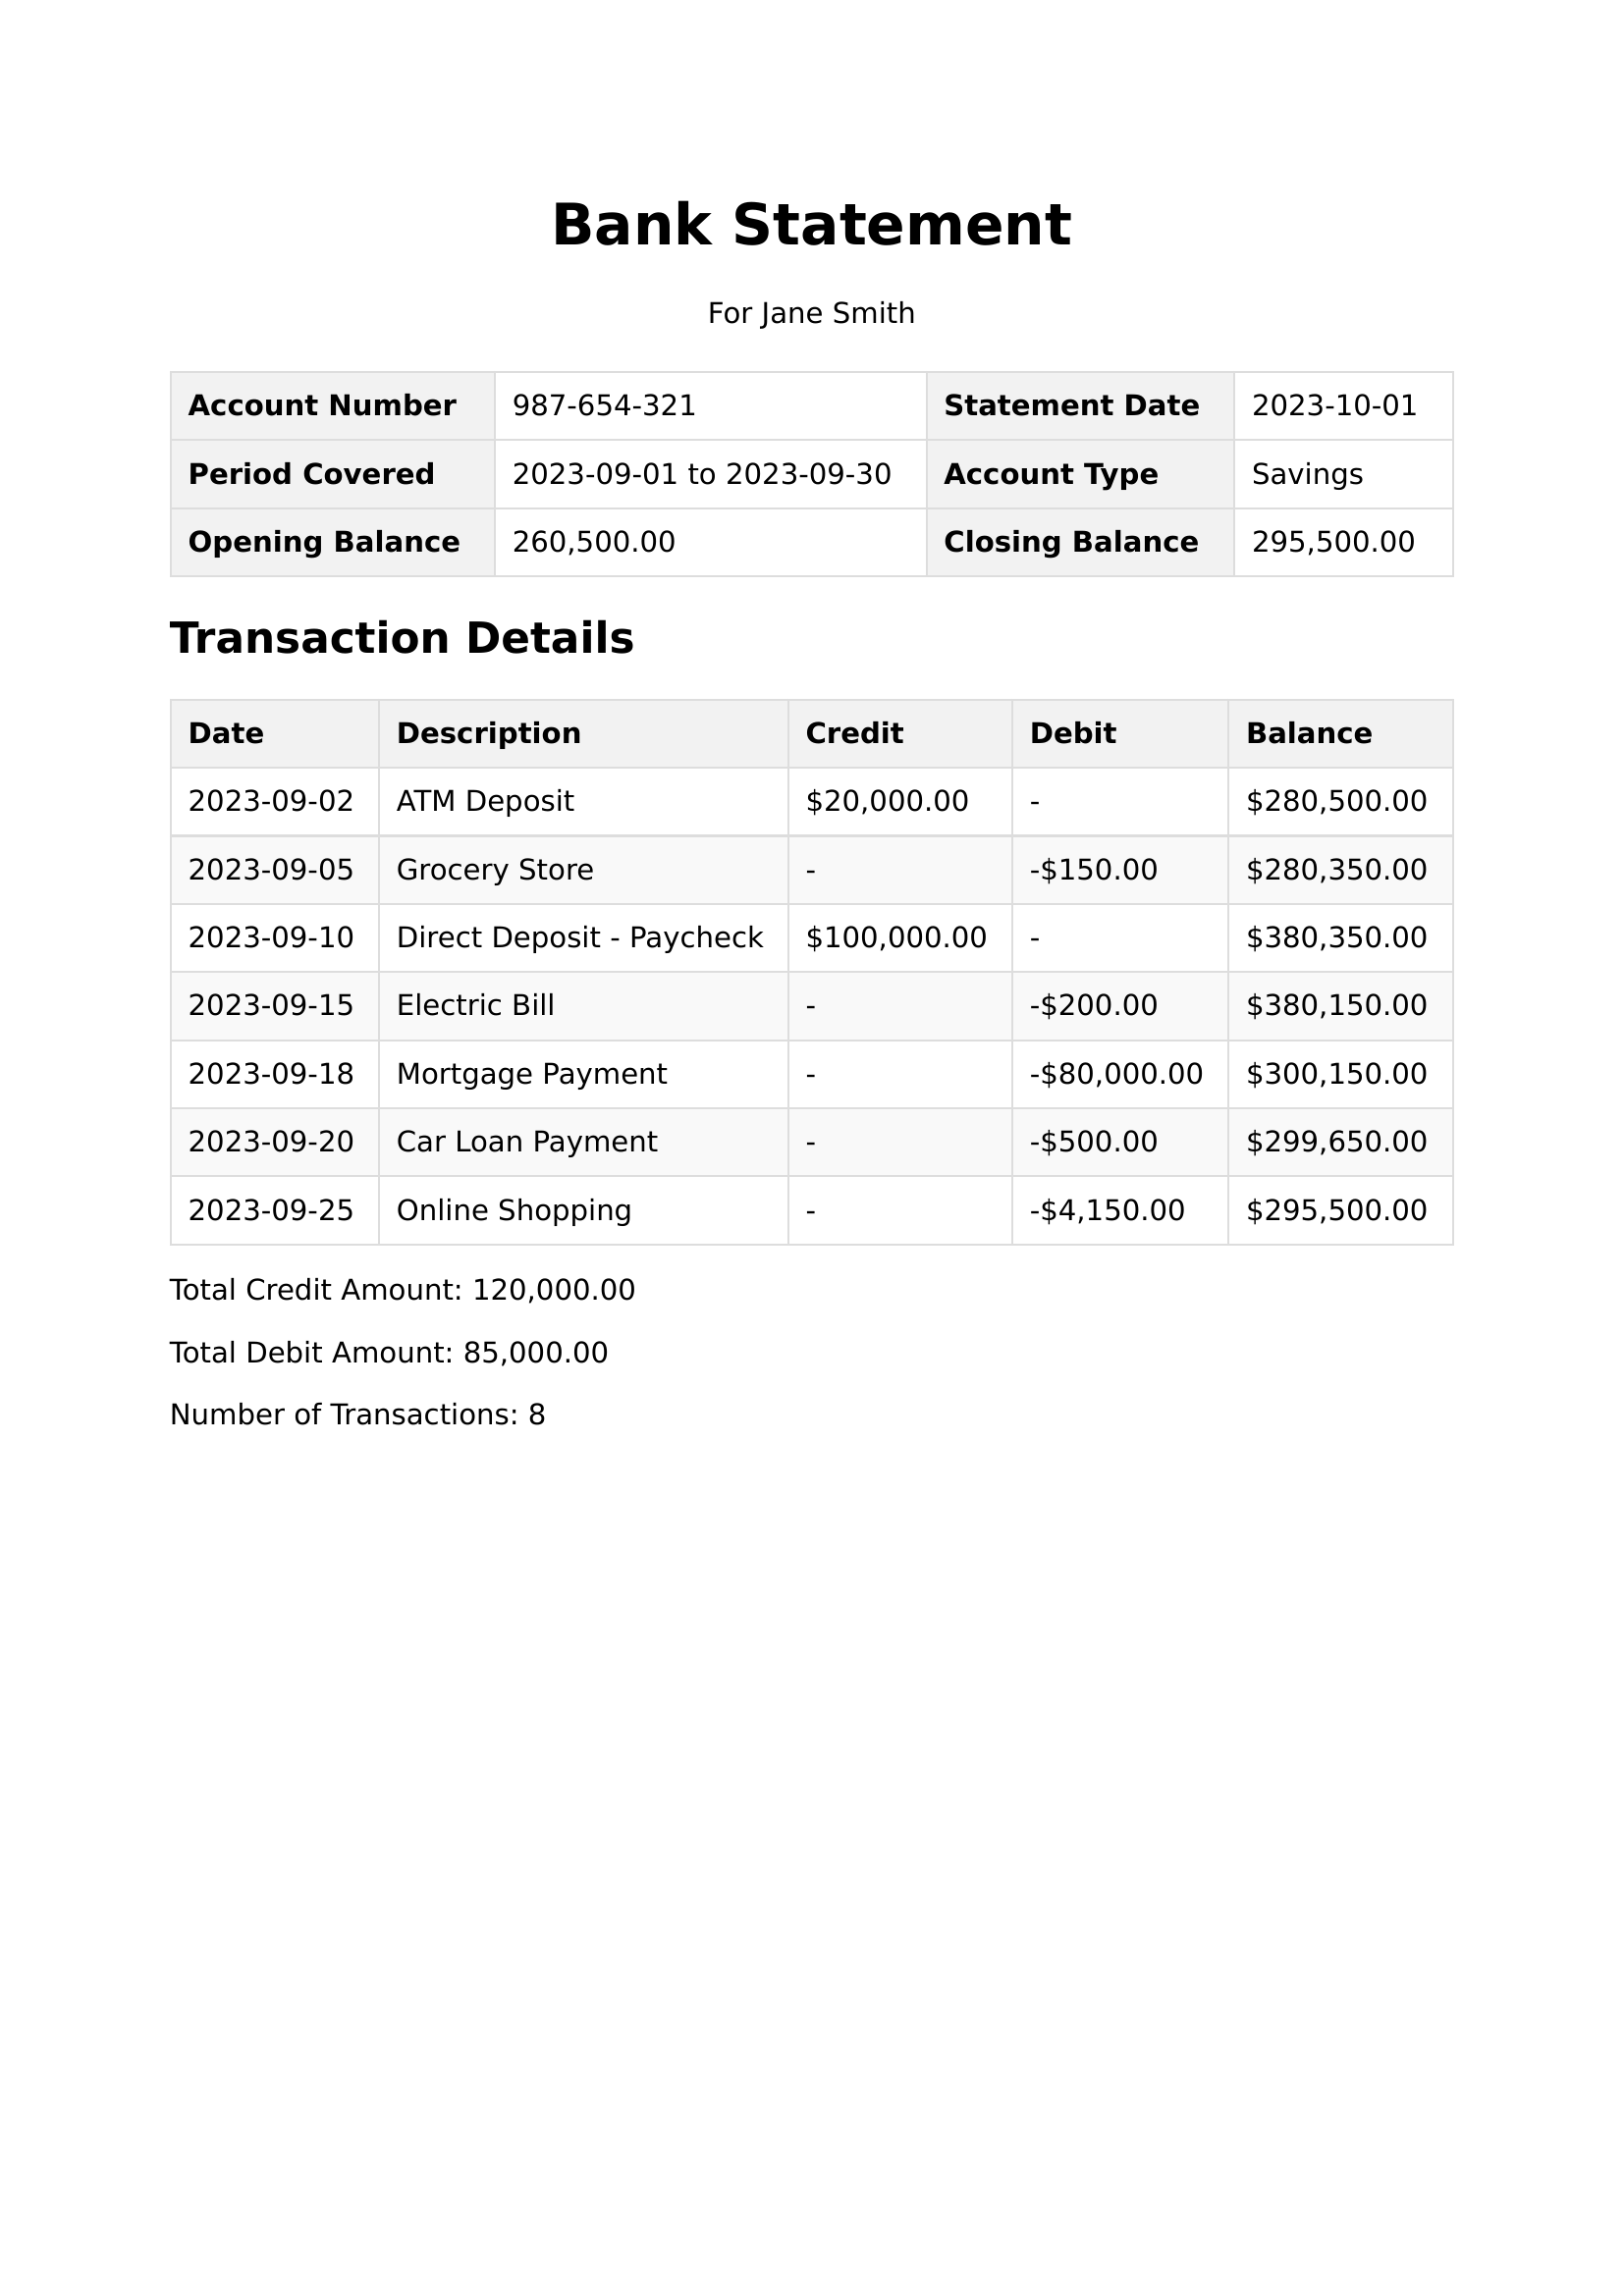 Bank Statement
For Jane Smith
Account Number 987-654-321 Statement Date 2023-10-01
Period Covered 2023-09-01 to 2023-09-30 Account Type Savings
Opening Balance 260,500.00 Closing Balance 295,500.00
Transaction Details
Date Description Credit Debit Balance
2023-09-02 ATM Deposit $20,000.00 - $280,500.00
2023-09-05 Grocery Store - -$150.00 $280,350.00
2023-09-10 Direct Deposit - Paycheck $100,000.00 - $380,350.00
2023-09-15 Electric Bill - -$200.00 $380,150.00
2023-09-18 Mortgage Payment - -$80,000.00 $300,150.00
2023-09-20 Car Loan Payment - -$500.00 $299,650.00
2023-09-25 Online Shopping - -$4,150.00 $295,500.00
Total Credit Amount: 120,000.00
Total Debit Amount: 85,000.00
Number of Transactions: 8